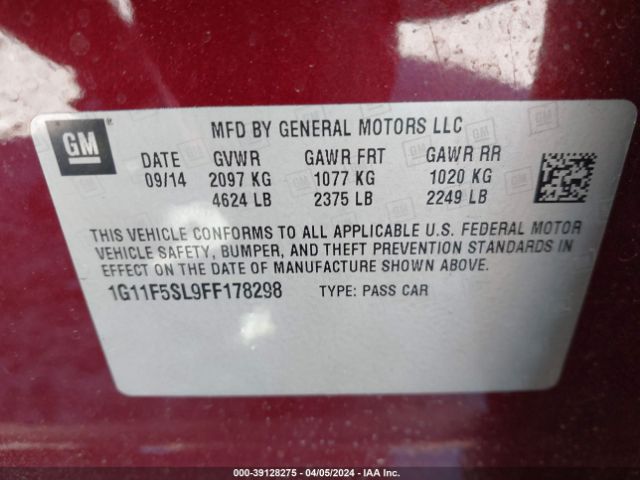 GM
MFD BY GENERAL MOTORS LLC
DATE GVWR GAWR FRT GAWR RR
09/14 2097 KG 1077 KG 1020 KG
4624 LB 2375 LB 2249 LB
THIS VEHICLE CONFORMS TO ALL APPLICABLE U.S. FEDERAL MOTOR
VEHICLE SAFETY, BUMPER, AND THEFT PREVENTION STANDARDS IN
EFFECT ON THE DATE OF MANUFACTURE SHOWN ABOVE.
1G11F5SL9FF178298 TYPE: PASS CAR
000-39128275 - 04/05/2024 - IAA Inc.